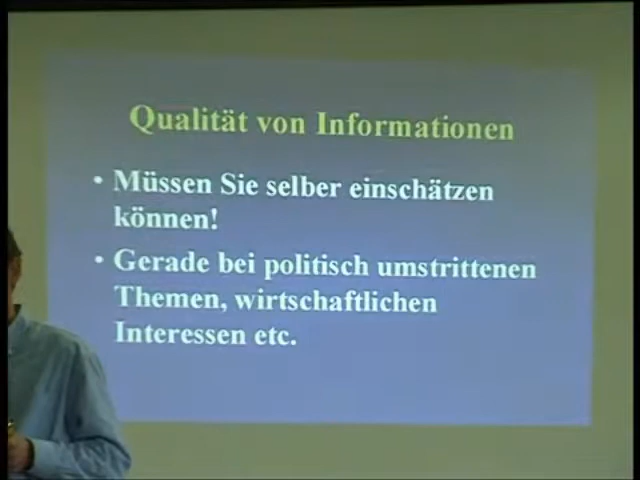 Qualität von Informationen
• Müssen Sie selber einschätzen
können!
• Gerade bei politisch umstrittenen
Themen, wirtschaftlichen
Interessen etc.